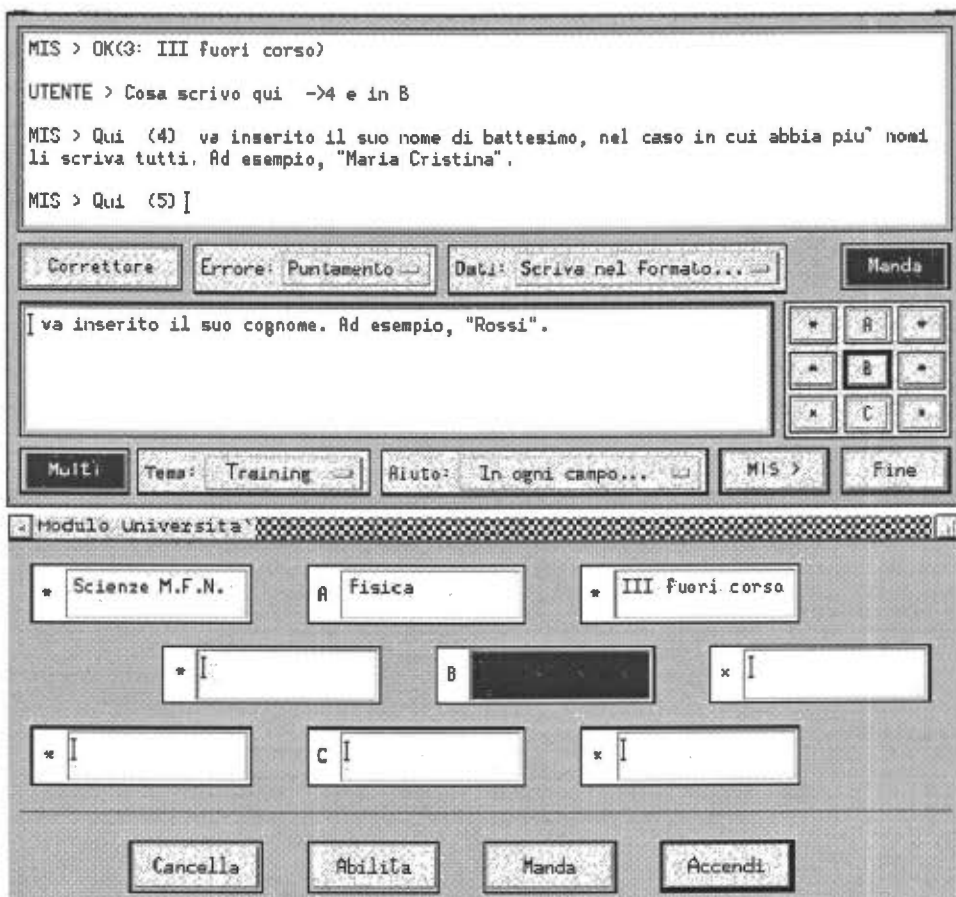 MIS > OK(3: III fuori corso)
UTENTE > Cosa scrivo qui ->4 e in B
MIS > Qui (4) va inserito il suo nome di battesimo, nel caso in cui abbia piu` nomi
li scriva tutti. Ad esempio, "Maria Cristina".
MIS > Qui (5)
Correttore Errore: Puntamento Dati: Scriva nel formato... Manda
va inserito il suo cognome. Ad esempio, "Rossi".
* A *
* B *
* C *
Multi Tema: Training Aiuto: In ogni campo... MIS > Fine
Modulo Universita`
* Scienze M.F.N. A Fisica * III fuori corso
* B *
* C *
Cancella Abilita Manda Accendi